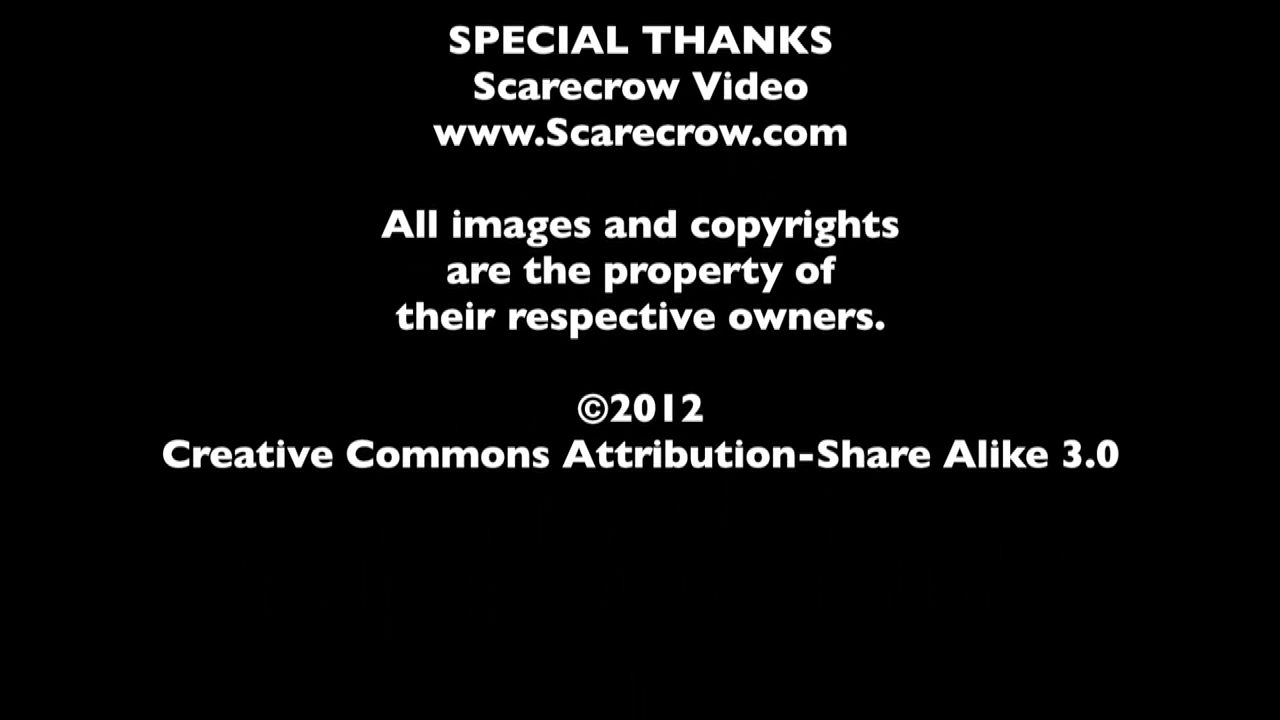 SPECIAL THANKS
Scarecrow Video
www.Scarecrow.com
All images and copyrights
are the property of
their respective owners.
©2012
Creative Commons Attribution-Share Alike 3.0